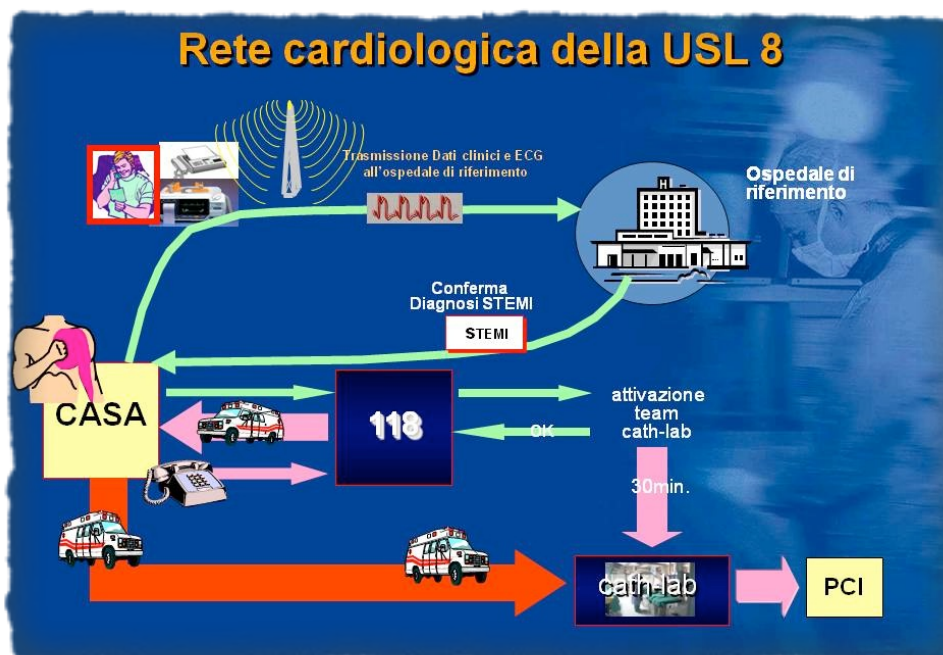 Rete cardiologica della USL 8
Trasmissione Dati clinici e ECG
all'ospedale di riferimento
Ospedale di
riferimento
H
Conferma
Diagnosi STEMI
STEMI
CASA
118
attivazione
team
cath-lab
OK
30min.
cath-lab
PCI